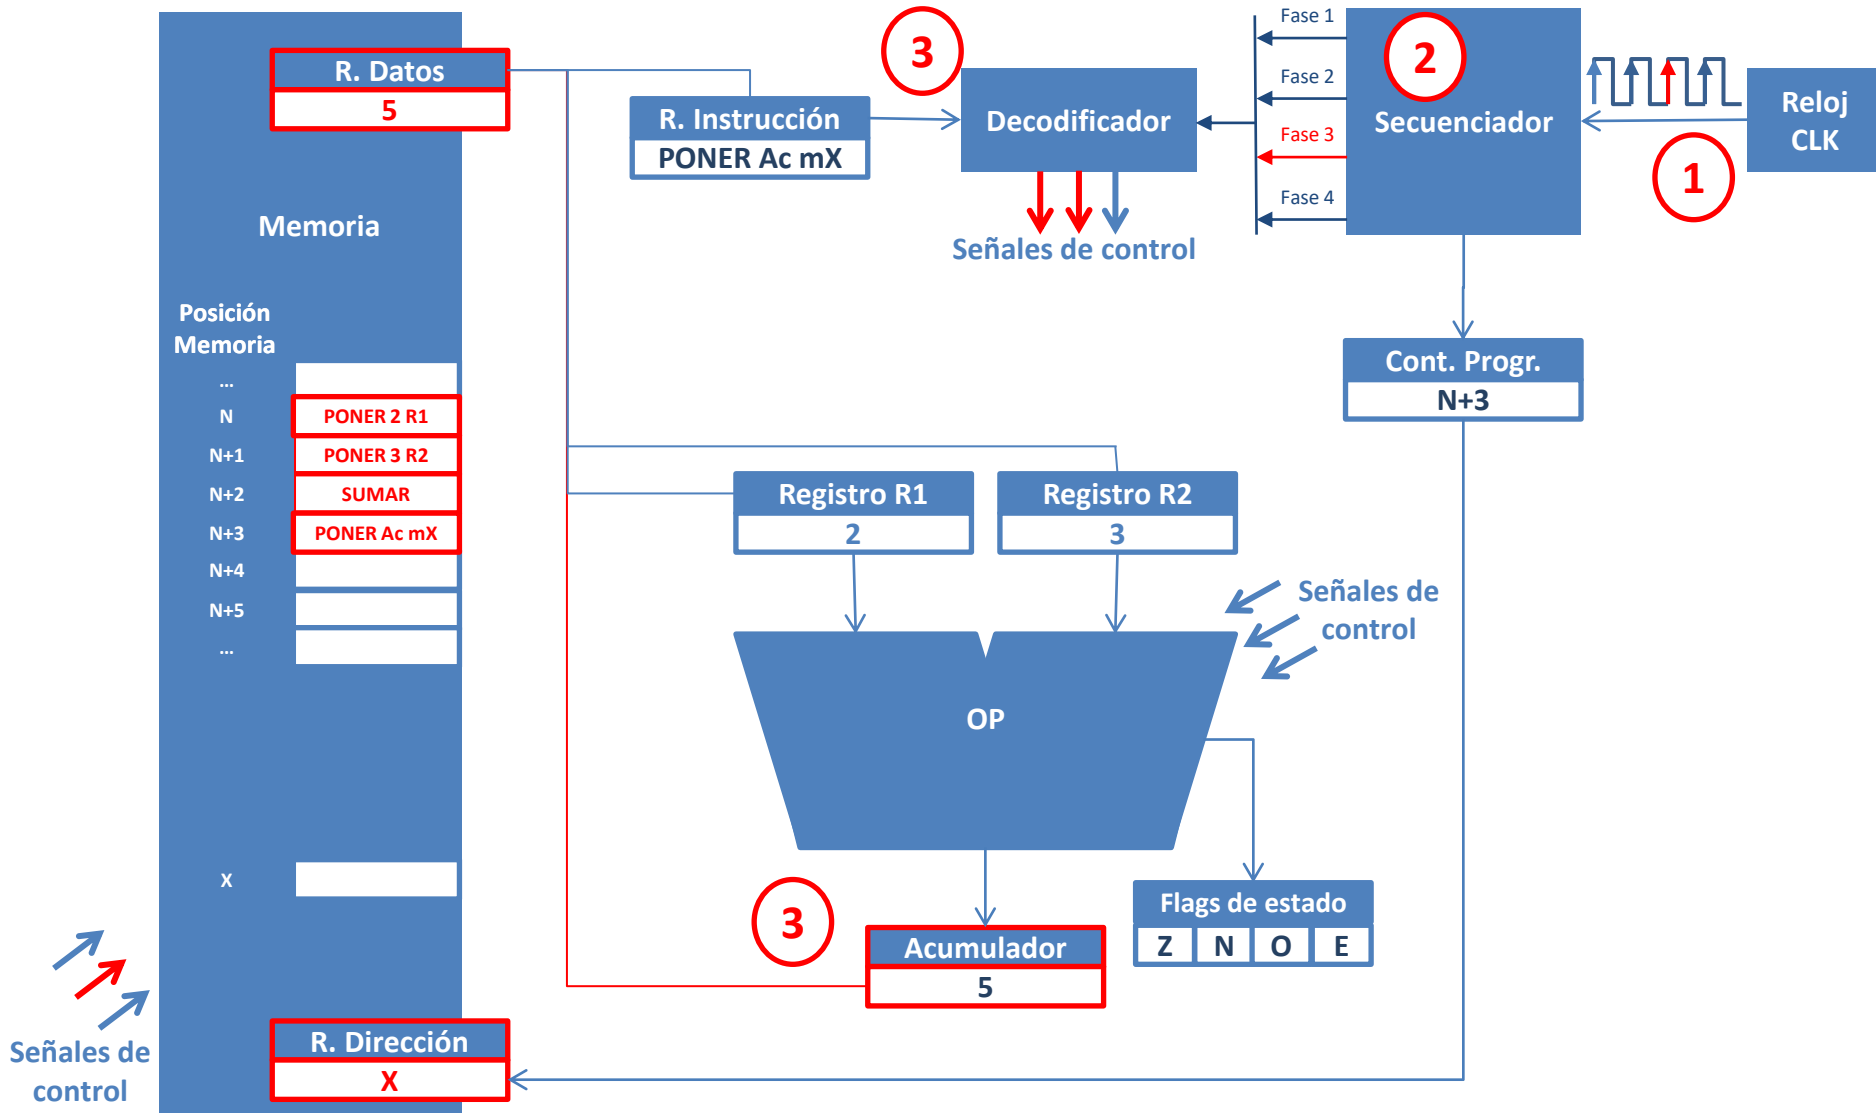 R. Datos
5
Memoria
Posición
Memoria
...
N PONER 2 R1
N+1 PONER 3 R2
N+2 SUMAR
N+3 PONER Ac mX
N+4
N+5
...
X
Señales de
control
R. Dirección
X
R. Instrucción
PONER Ac mX
3
Decodificador
Señales de control
Fase 1
Fase 2
Fase 3
Fase 4
2
Secuenciador
1
Reloj
CLK
Cont. Progr.
N+3
Registro R1
2
Registro R2
3
Señales de
control
OP
3
Acumulador
5
Flags de estado
Z N O E